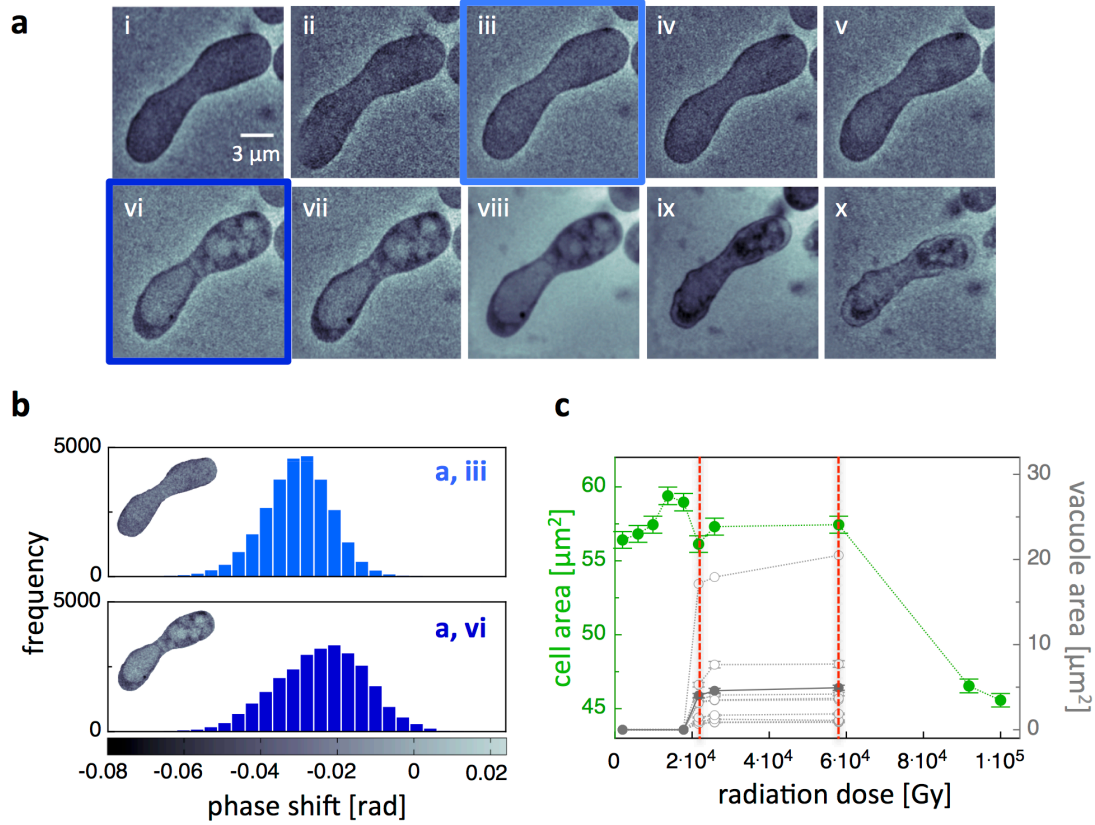 a
i ii iii iv v
3 µm
vi vii viii ix x
b
5000
a, iii
0
5000
a, vi
0
frequency
-0.08 -0.06 -0.04 -0.02 0 0.02
phase shift [rad]
c
60
55
50
45
cell area [µm²]
30
20
10
0
vacuole area [µm²]
0 2·10⁴ 4·10⁴ 6·10⁴ 8·10⁴ 1·10⁵
radiation dose [Gy]